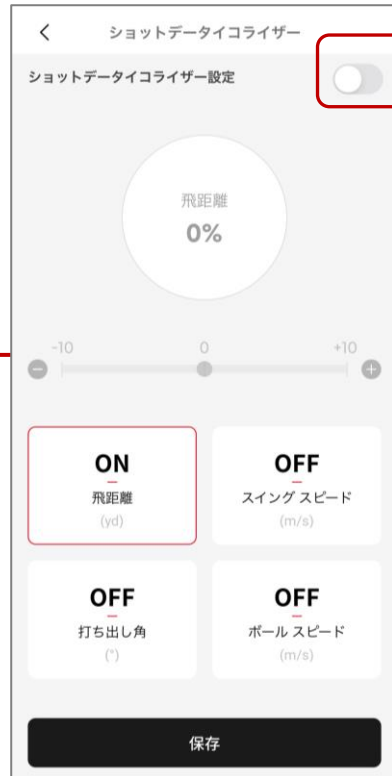 ショットデータイコライザー
ショットデータイコライザー設定
飛距離
0%
-10 0 +10
ON OFF
飛距離 スイング スピード
(yd) (m/s)
OFF OFF
打ち出し角 ボール スピード
(°) (m/s)
保存